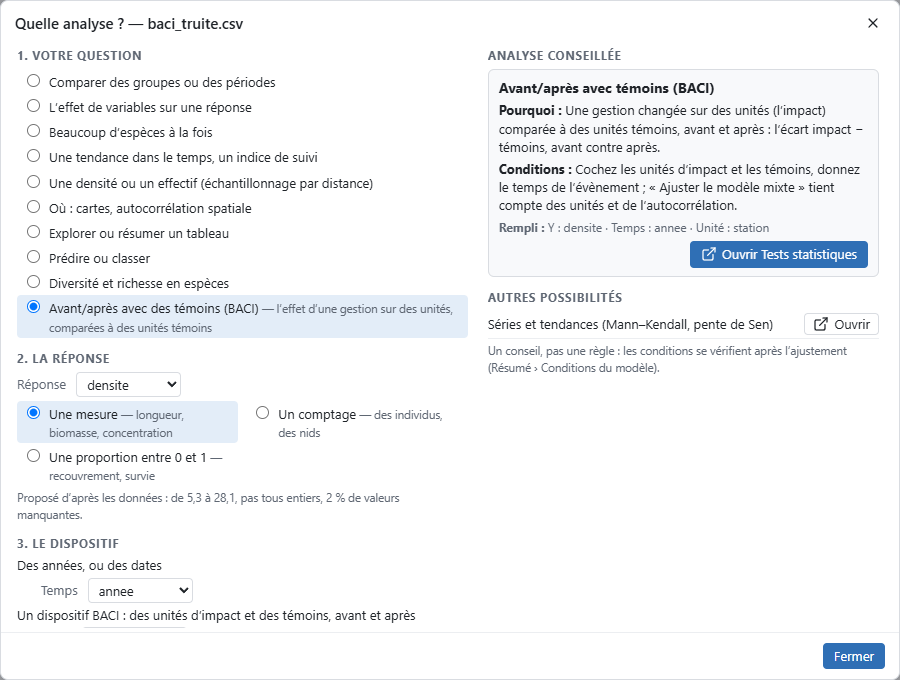 Quelle analyse ? — baci_truite.csv
1. VOTRE QUESTION
Comparer des groupes ou des périodes
L'effet de variables sur une réponse
Beaucoup d'espèces à la fois
Une tendance dans le temps, un indice de suivi
Une densité ou un effectif (échantillonnage par distance)
Où : cartes, autocorrélation spatiale
Explorer ou résumer un tableau
Prédire ou classer
Diversité et richesse en espèces
Avant/après avec des témoins (BACI) — l'effet d'une gestion sur des unités,
comparées à des unités témoins
2. LA RÉPONSE
Réponse densite
Une mesure — longueur,
biomasse, concentration
Un comptage — des individus,
des nids
Une proportion entre 0 et 1 —
recouvrement, survie
Proposé d'après les données : de 5,3 à 28,1, pas tous entiers, 2 % de valeurs
manquantes.
3. LE DISPOSITIF
Des années, ou des dates
Temps annee
Un dispositif BACI : des unités d'impact et des témoins, avant et après
ANALYSE CONSEILLÉE
Avant/après avec témoins (BACI)
Pourquoi : Une gestion changée sur des unités (l'impact)
comparée à des unités témoins, avant et après : l'écart impact −
témoins, avant contre après.
Conditions : Cochez les unités d'impact et les témoins, donnez
le temps de l'évènement ; « Ajuster le modèle mixte » tient
compte des unités et de l'autocorrélation.
Rempli : Y : densite · Temps : annee · Unité : station
Ouvrir Tests statistiques
AUTRES POSSIBILITÉS
Séries et tendances (Mann–Kendall, pente de Sen) Ouvrir
Un conseil, pas une règle : les conditions se vérifient après l'ajustement
(Résumé › Conditions du modèle).
Fermer